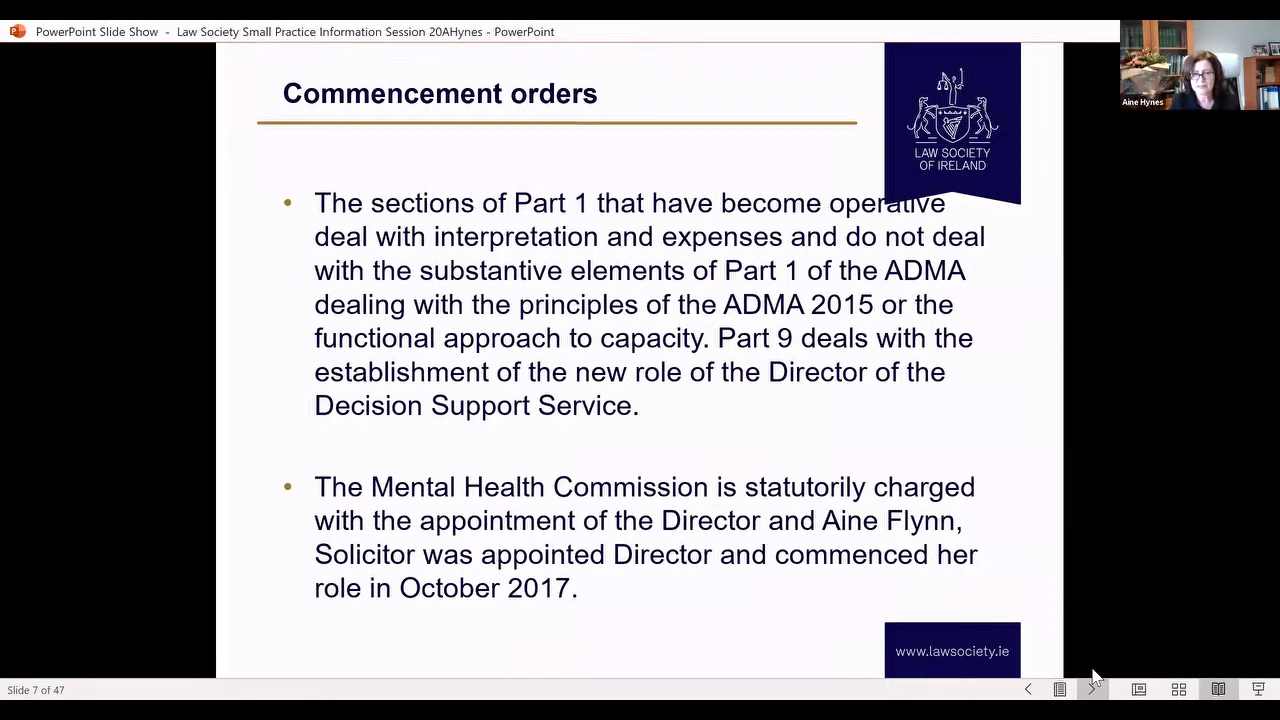 PowerPoint Slide Show - Law Society Small Practice Information Session 20AHynes - PowerPoint
Aine Hynes
Commencement orders
LAW SOCIETY
OF IRELAND
• The sections of Part 1 that have become operative
deal with interpretation and expenses and do not deal
with the substantive elements of Part 1 of the ADMA
dealing with the principles of the ADMA 2015 or the
functional approach to capacity. Part 9 deals with the
establishment of the new role of the Director of the
Decision Support Service.
• The Mental Health Commission is statutorily charged
with the appointment of the Director and Aine Flynn,
Solicitor was appointed Director and commenced her
role in October 2017.
www.lawsociety.ie
Slide 7 of 47